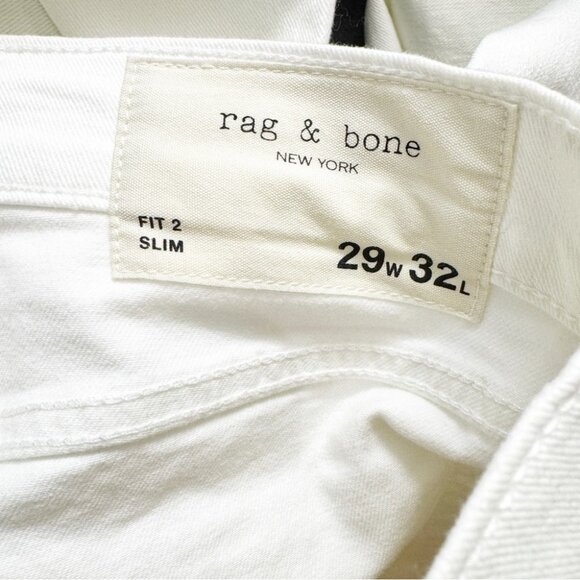 rag & bone
NEW YORK
FIT 2
SLIM
29W 32L